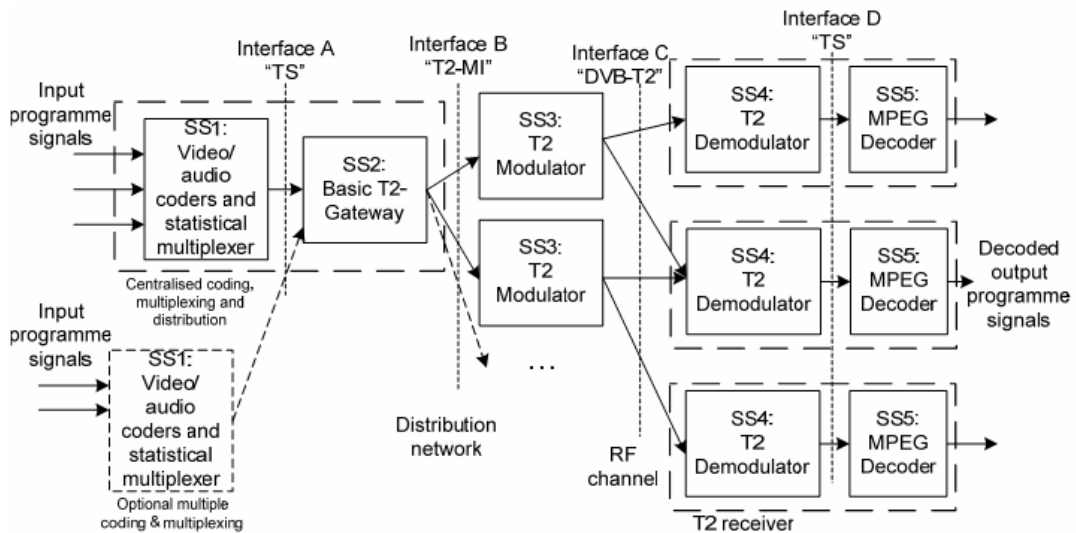 Interface A
“TS”
Interface B
“T2-MI”
Interface C
“DVB-T2”
Interface D
“TS”
Input
programme
signals
SS1:
Video/
audio
coders and
statistical
multiplexer
SS2:
Basic T2-
Gateway
Centralised coding,
multiplexing and
distribution
SS3:
T2
Modulator
SS3:
T2
Modulator
...
SS4:
T2
Demodulator
SS5:
MPEG
Decoder
SS4:
T2
Demodulator
SS5:
MPEG
Decoder
Decoded
output
programme
signals
SS4:
T2
Demodulator
SS5:
MPEG
Decoder
T2 receiver
Input
programme
signals
SS1:
Video/
audio
coders and
statistical
multiplexer
Optional multiple
coding & multiplexing
Distribution
network
RF
channel